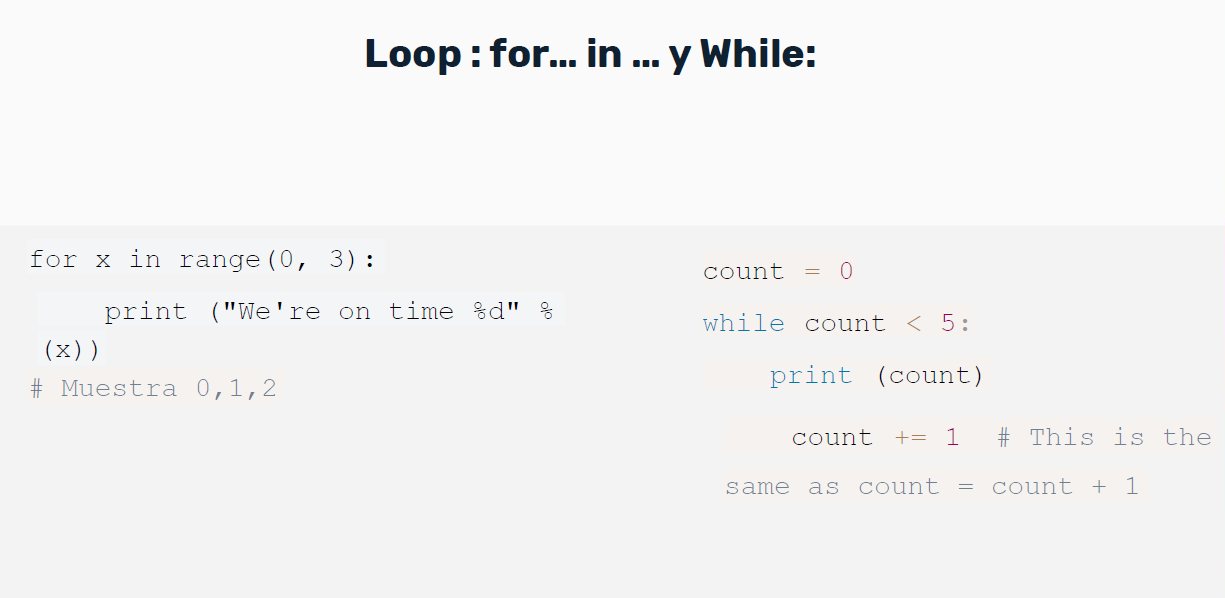 Loop : for... in ... y While:
for x in range(0, 3):
print ("We're on time %d" %
(x))
# Muestra 0,1,2
count = 0
while count < 5:
print (count)
count += 1 # This is the
same as count = count + 1